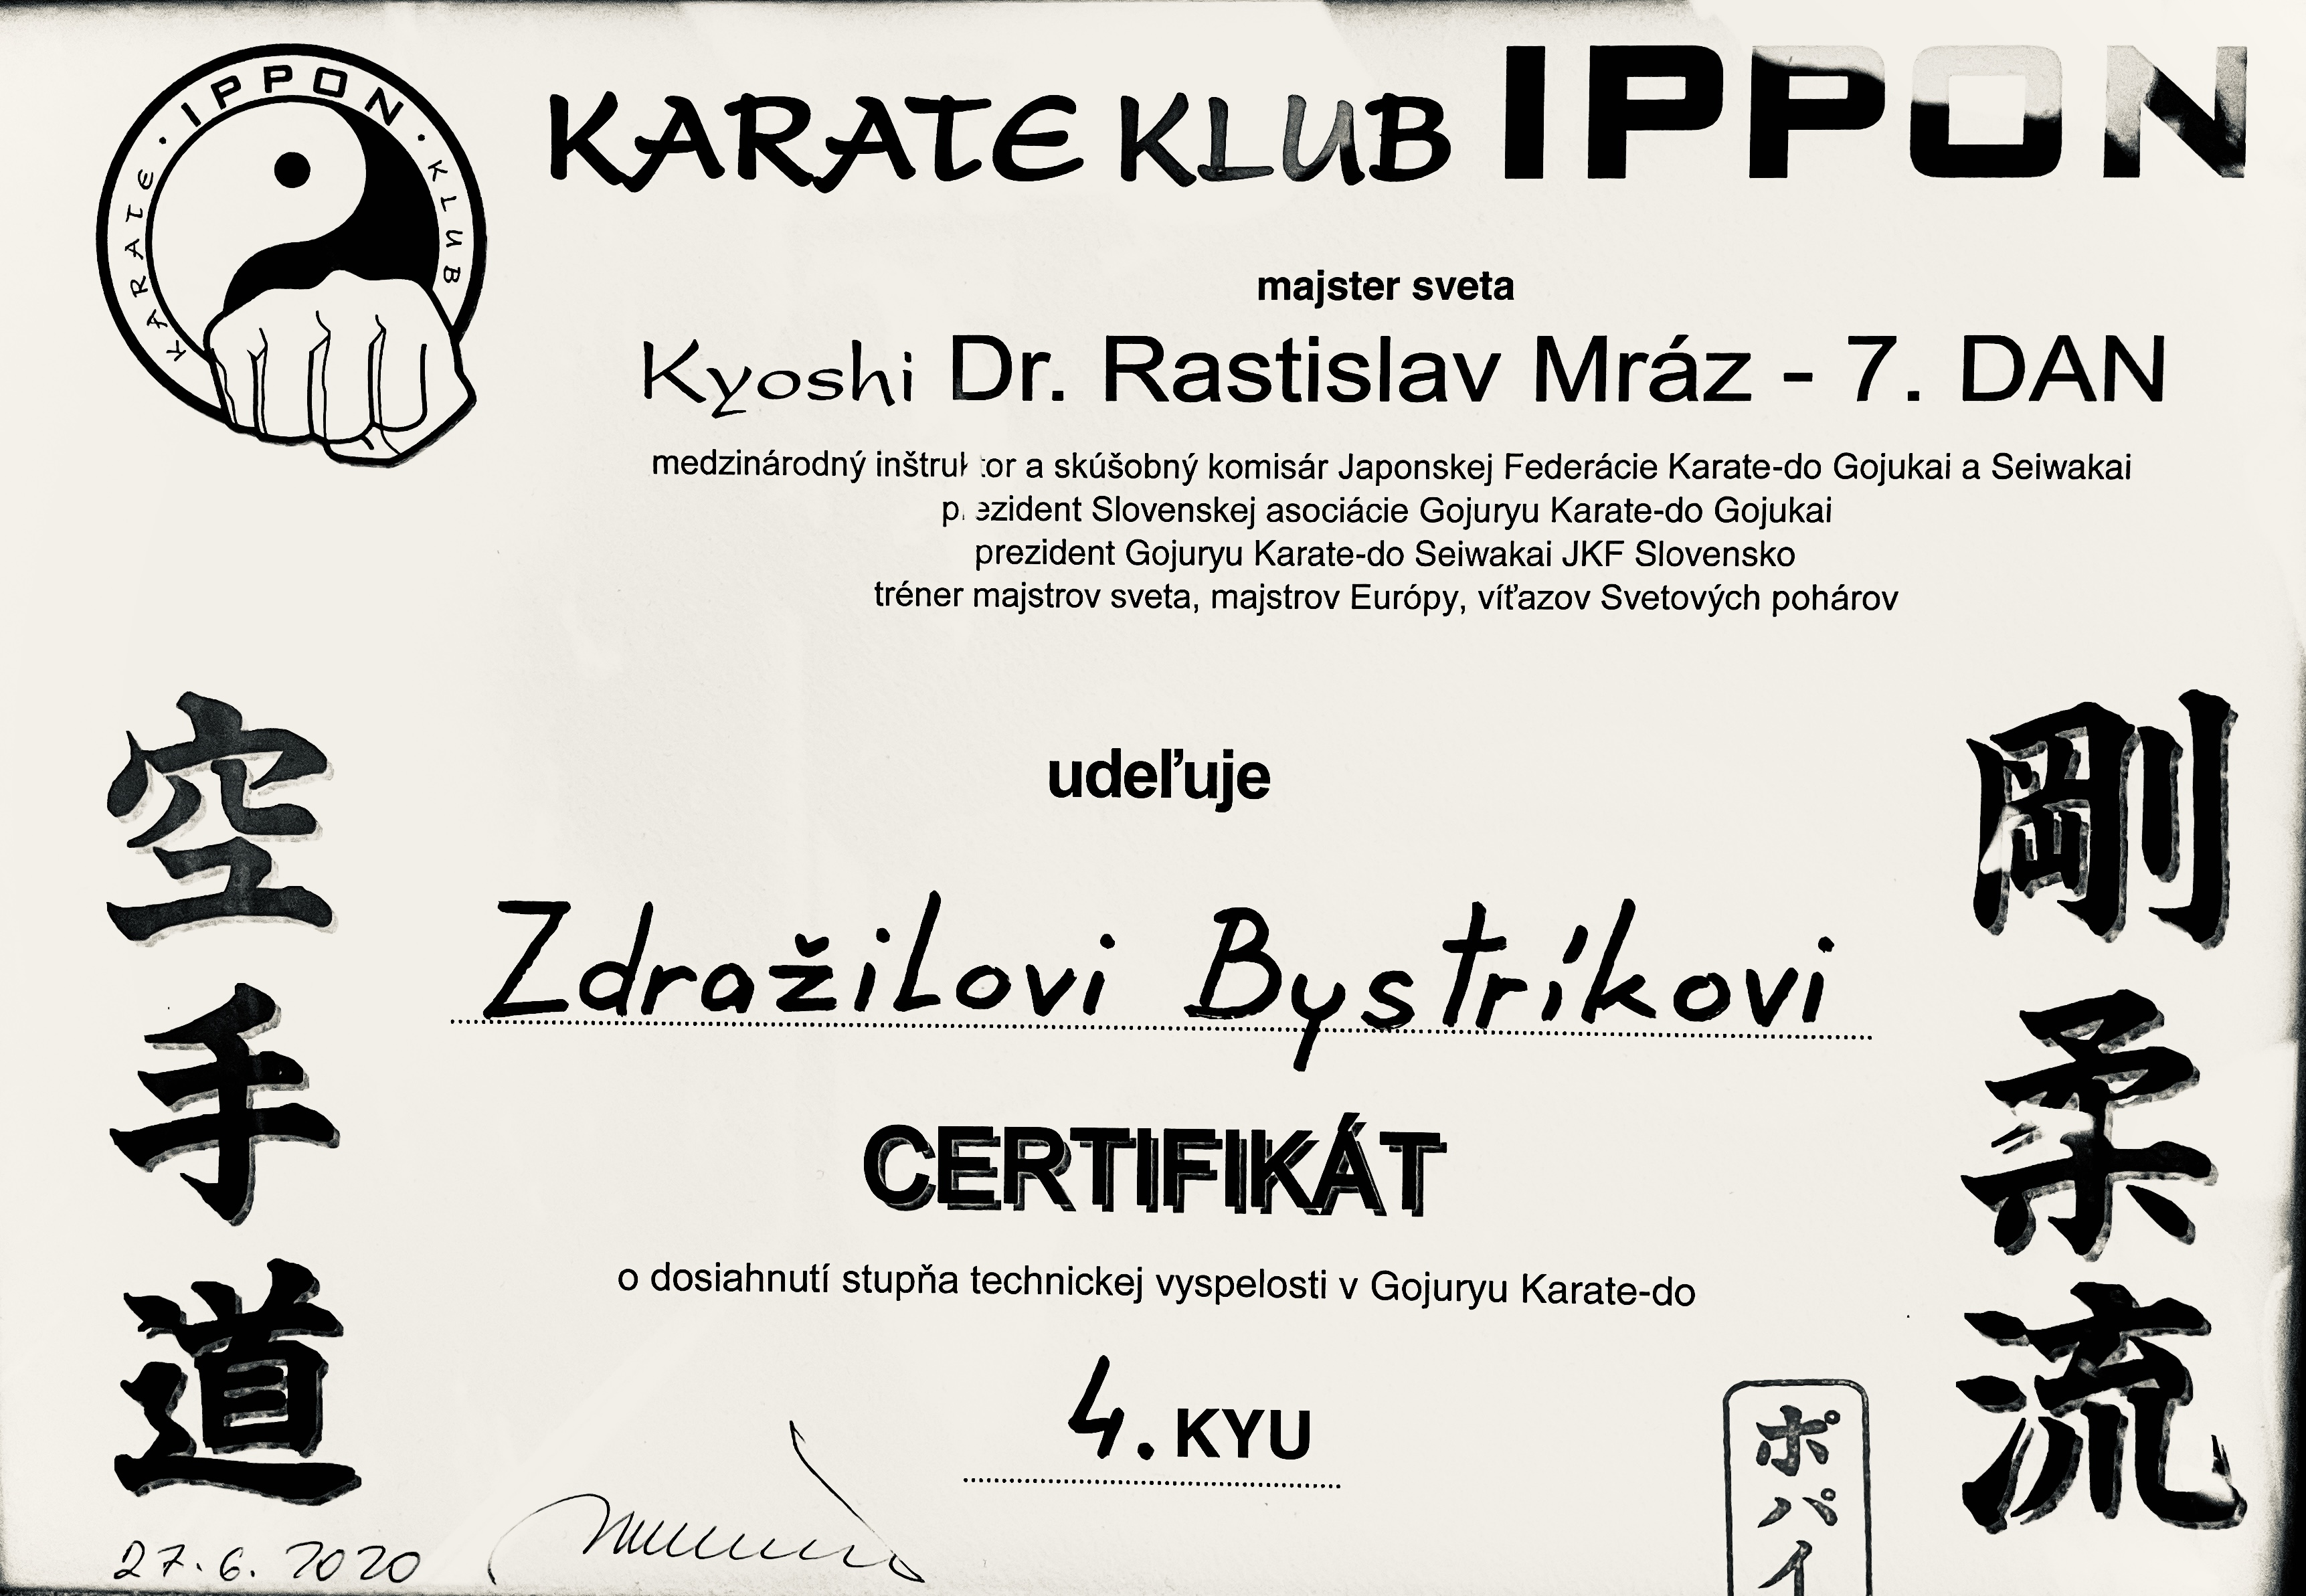 IPPON
KARATE KLUB
KARATE KLUB IPPON
majster sveta
Kyoshi Dr. Rastislav Mráz - 7. DAN
medzinárodný inštruktor a skúšobný komisár Japonskej Federácie Karate-do Gojukai a Seiwakai
prezident Slovenskej asociácie Gojuryu Karate-do Gojukai
prezident Gojuryu Karate-do Seiwakai JKF Slovensko
tréner majstrov sveta, majstrov Európy, víťazov Svetových pohárov
空手道
剛柔流
udeľuje
Zdražilovi Bystríkovi
CERTIFIKÁT
o dosiahnutí stupňa technickej vyspelosti v Gojuryu Karate-do
4. KYU
ポパイ
27.6.2020